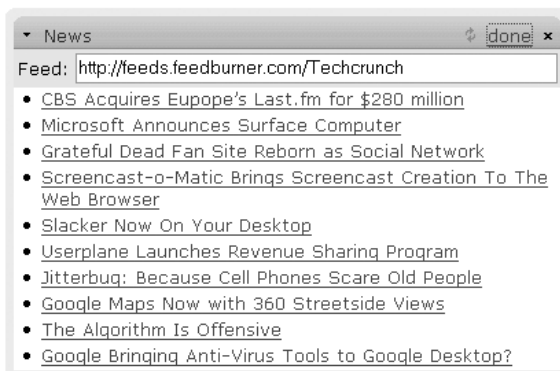 News done
Feed: http://feeds.feedburner.com/Techcrunch
CBS Acquires Eupope's Last.fm for $280 million
Microsoft Announces Surface Computer
Grateful Dead Fan Site Reborn as Social Network
Screencast-o-Matic Brings Screencast Creation To The
Web Browser
Slacker Now On Your Desktop
Userplane Launches Revenue Sharing Program
Jitterbug: Because Cell Phones Scare Old People
Google Maps Now with 360 Streetside Views
The Algorithm Is Offensive
Google Bringing Anti-Virus Tools to Google Desktop?